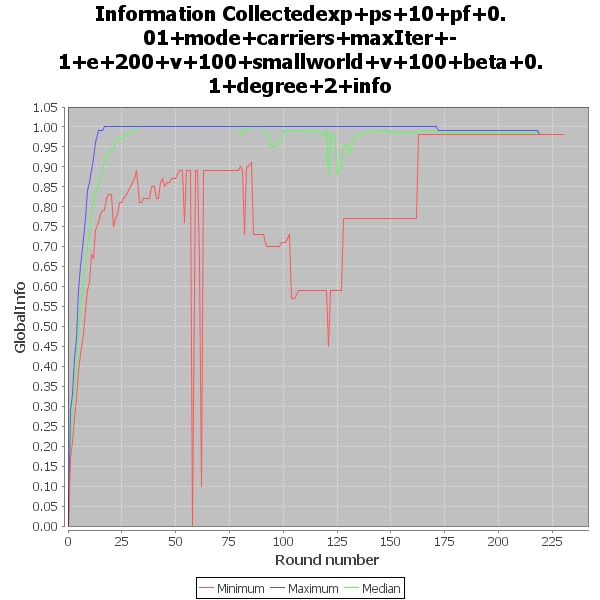 Information Collectedexp+ps+10+pf+0.
01+mode+carriers+maxIter+-
1+e+200+v+100+smallworld+v+100+beta+0.
1+degree+2+info
1.05
1.00
0.95
0.90
0.85
0.80
0.75
0.70
0.65
0.60
0.55
0.50
0.45
0.40
0.35
0.30
0.25
0.20
0.15
0.10
0.05
0.00
GlobalInfo
0 25 50 75 100 125 150 175 200 225
Round number
Minimum Maximum Median